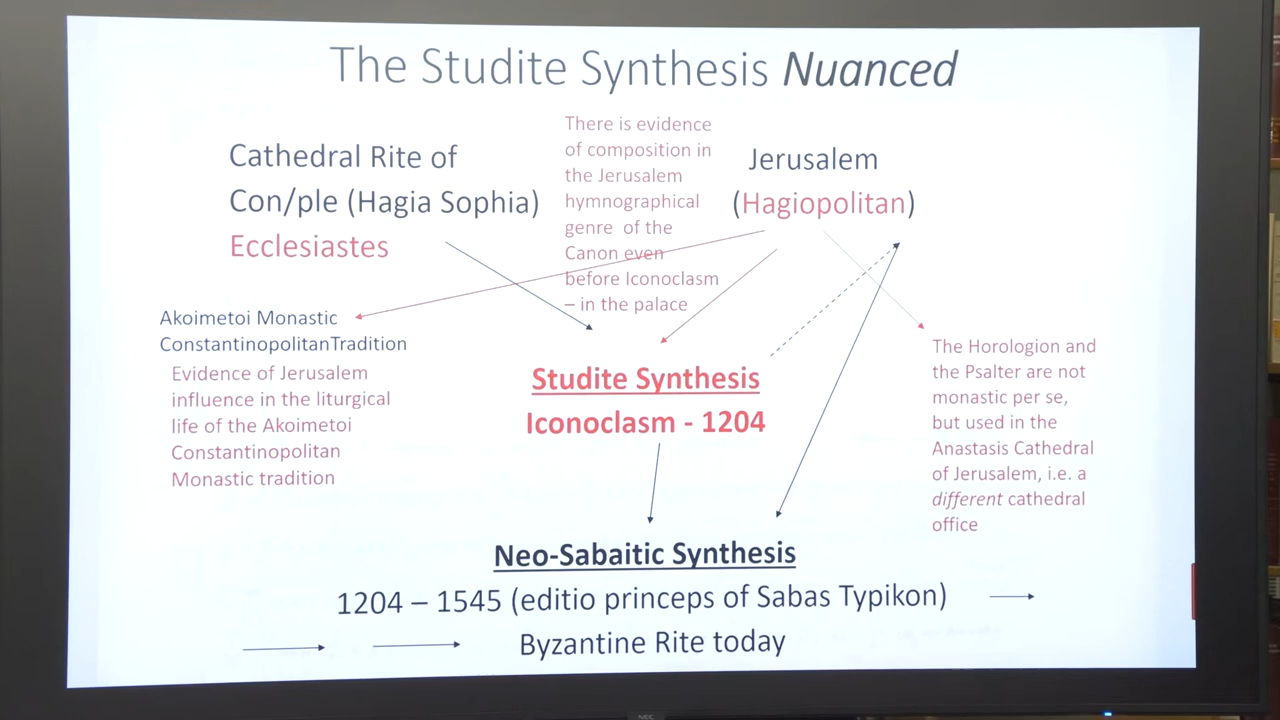 The Studite Synthesis Nuanced
Cathedral Rite of
Con/ple (Hagia Sophia)
Ecclesiastes
There is evidence
of composition in
the Jerusalem
hymnographical
genre of the
Canon even
before Iconoclasm
– in the palace
Jerusalem
(Hagiopolitan)
Akoimetoi Monastic
ConstantinopolitanTradition
Evidence of Jerusalem
influence in the liturgical
life of the Akoimetoi
Constantinopolitan
Monastic tradition
Studite Synthesis
Iconoclasm - 1204
The Horologion and
the Psalter are not
monastic per se,
but used in the
Anastasis Cathedral
of Jerusalem, i.e. a
different cathedral
office
Neo-Sabaitic Synthesis
1204 – 1545 (editio princeps of Sabas Typikon)
Byzantine Rite today
NEC